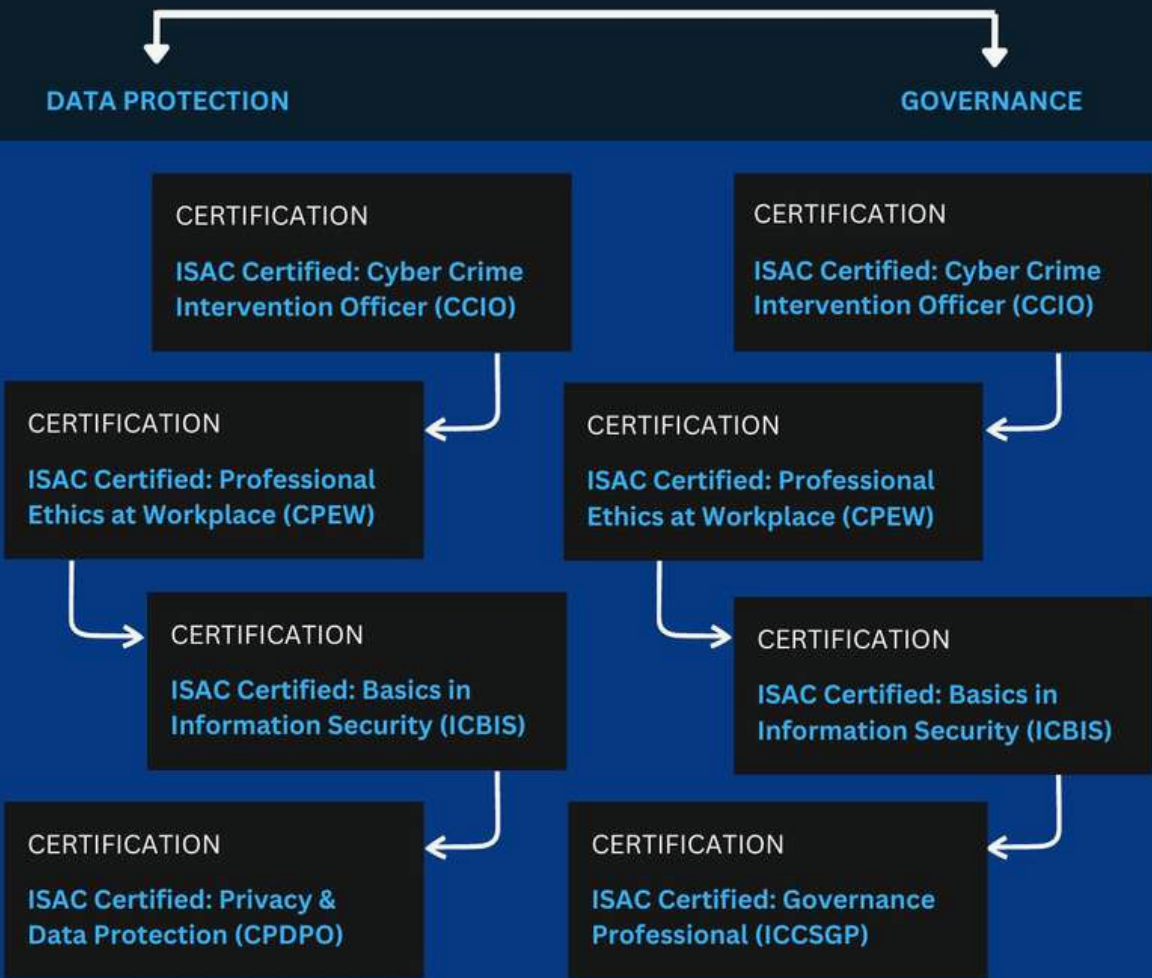 DATA PROTECTION
GOVERNANCE
CERTIFICATION
ISAC Certified: Cyber Crime
Intervention Officer (CCIO)
CERTIFICATION
ISAC Certified: Cyber Crime
Intervention Officer (CCIO)
CERTIFICATION
ISAC Certified: Professional
Ethics at Workplace (CPEW)
CERTIFICATION
ISAC Certified: Professional
Ethics at Workplace (CPEW)
CERTIFICATION
ISAC Certified: Basics in
Information Security (ICBIS)
CERTIFICATION
ISAC Certified: Basics in
Information Security (ICBIS)
CERTIFICATION
ISAC Certified: Privacy &
Data Protection (CPDPO)
CERTIFICATION
ISAC Certified: Governance
Professional (ICCSGP)